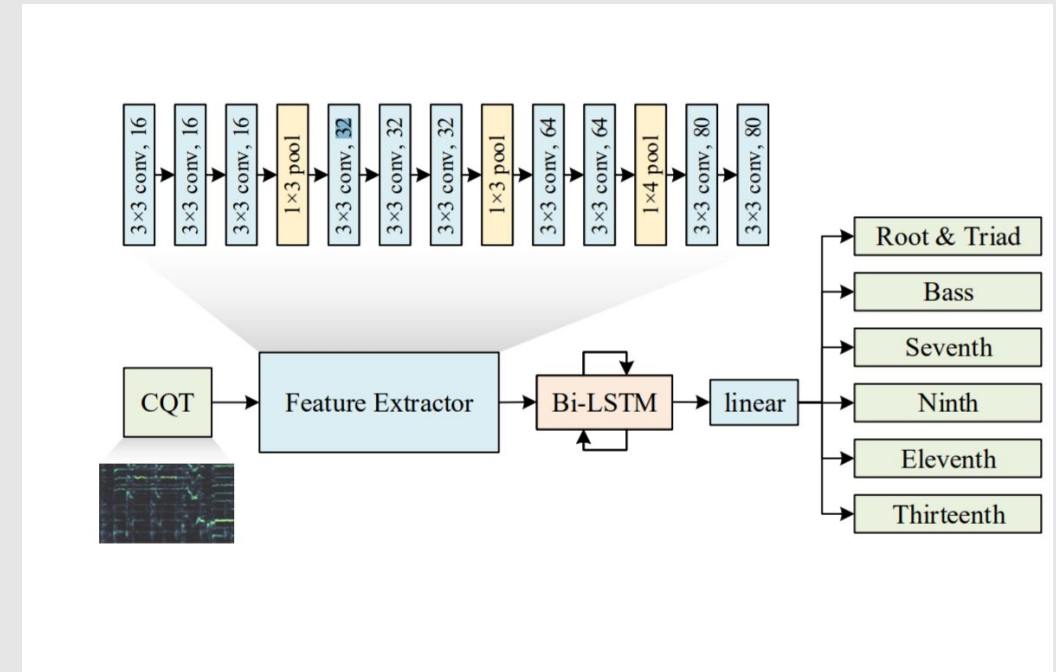 3×3 conv, 16
3×3 conv, 16
3×3 conv, 16
1×3 pool
3×3 conv, 32
3×3 conv, 32
3×3 conv, 32
1×3 pool
3×3 conv, 64
3×3 conv, 64
1×4 pool
3×3 conv, 80
3×3 conv, 80
CQT
Feature Extractor
Bi-LSTM
linear
Root & Triad
Bass
Seventh
Ninth
Eleventh
Thirteenth